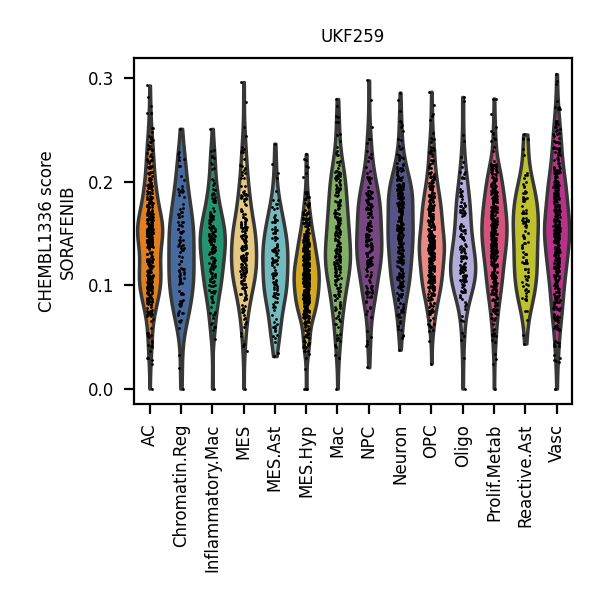 UKF259
CHEMBL1336 score
SORAFENIB
0.3
0.2
0.1
0.0
AC
Chromatin.Reg
Inflammatory.Mac
MES
MES.Ast
MES.Hyp
Mac
NPC
Neuron
OPC
Oligo
Prolif.Metab
Reactive.Ast
Vasc